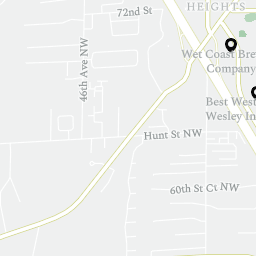 HEIGHTS
72nd St
46th Ave NW
Wet Coast Bre
Company
Best West
Wesley In
Hunt St NW
60th St Ct NW